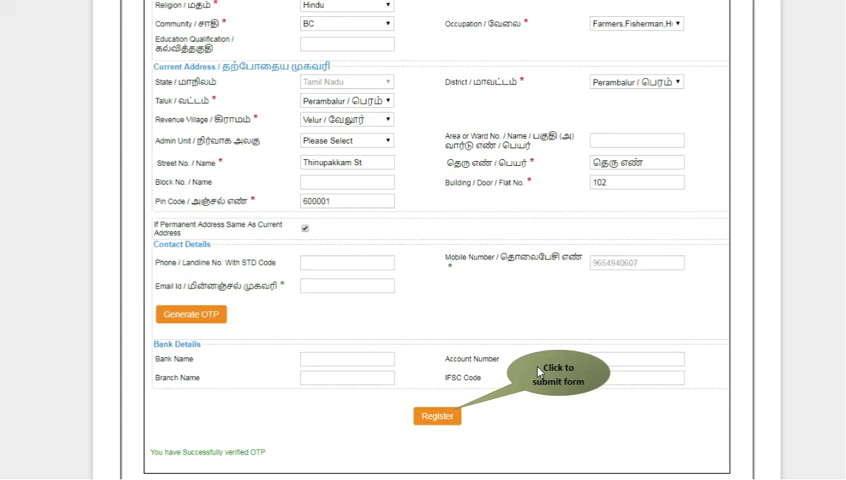 Religion / மதம் * Hindu
Community / சாதி * BC Occupation / வேலை * Farmers,Fisherman,H
Education Qualification /
கல்வித்தகுதி
Current Address / தற்போதைய முகவரி
State / மாநிலம் Tamil Nadu District / மாவட்டம் * Perambalur / பெரம்
Taluk / வட்டம் * Perambalur / பெரம்
Revenue Village / கிராமம் * Velur / வேலூர்
Admin Unit / நிர்வாக அலகு Please Select Area or Ward No. / Name / பகுதி (அ)
வார்டு எண் / பெயர்
Street No. / Name * Thinupakkam St தெரு எண் / பெயர் * தெரு எண்
Block No. / Name Building / Door / Flat No. * 102
Pin Code / அஞ்சல் எண் * 600001
If Permanent Address Same As Current
Address
Contact Details
Phone / Landline No. With STD Code Mobile Number / தொலைபேசி எண் * 9654940607
Email Id / மின்னஞ்சல் முகவரி *
Generate OTP
Bank Details
Bank Name Account Number
Branch Name IFSC Code
Click to
submit form
Register
You have Successfully verified OTP